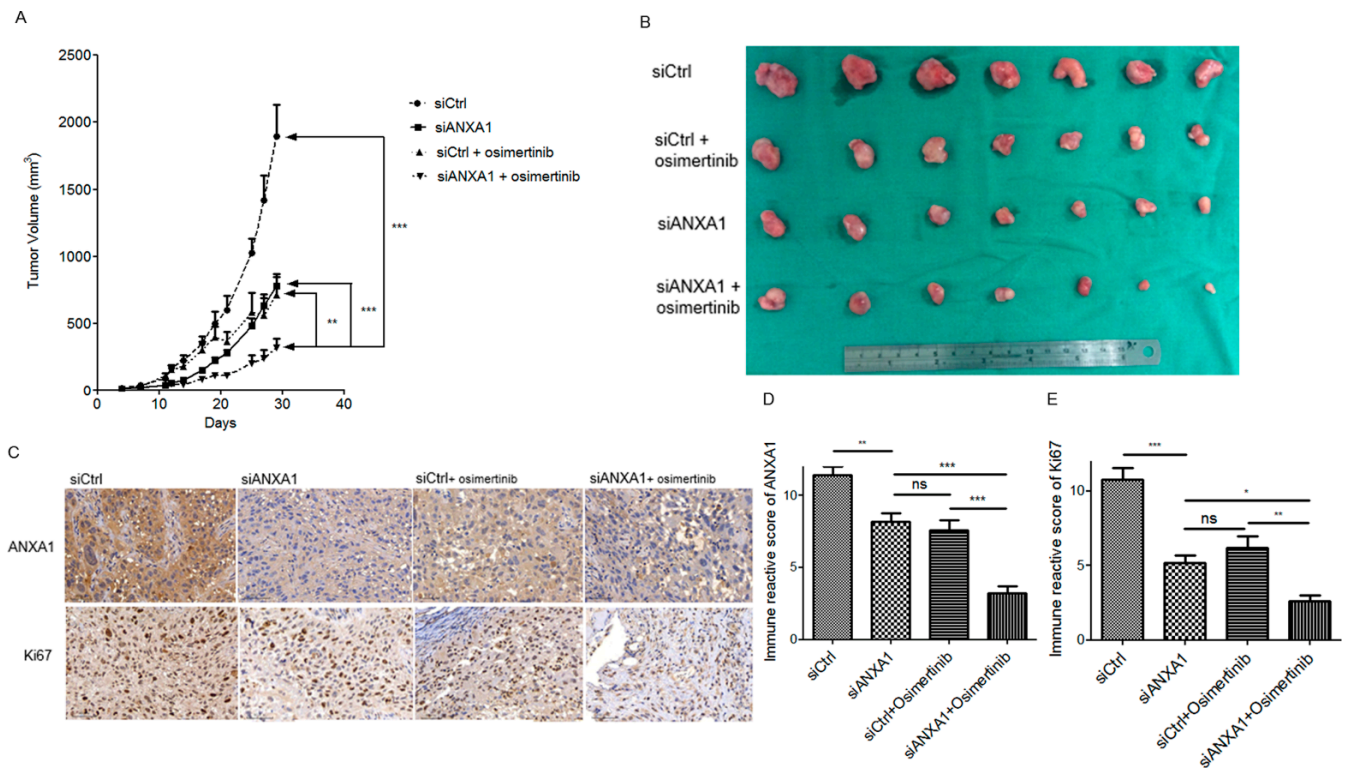 A
2500
2000
1500
1000
500
0
0
10
20
30
40
Tumor Volume (mm³)
Days
siCtrl
siANXA1
siCtrl + osimertinib
siANXA1 + osimertinib
***
***
**
B
siCtrl
siCtrl +
osimertinib
siANXA1
siANXA1 +
osimertinib
C
siCtrl
siANXA1
siCtrl+ osimertinib
siANXA1+ osimertinib
ANXA1
Ki67
D
Immune reactive score of ANXA1
10
5
0
**
***
ns
***
siCtrl
siANXA1
siCtrl+Osimertinib
siANXA1+Osimertinib
E
Immune reactive score of Ki67
10
5
0
***
*
ns
**
siCtrl
siANXA1
siCtrl+Osimertinib
siANXA1+Osimertinib